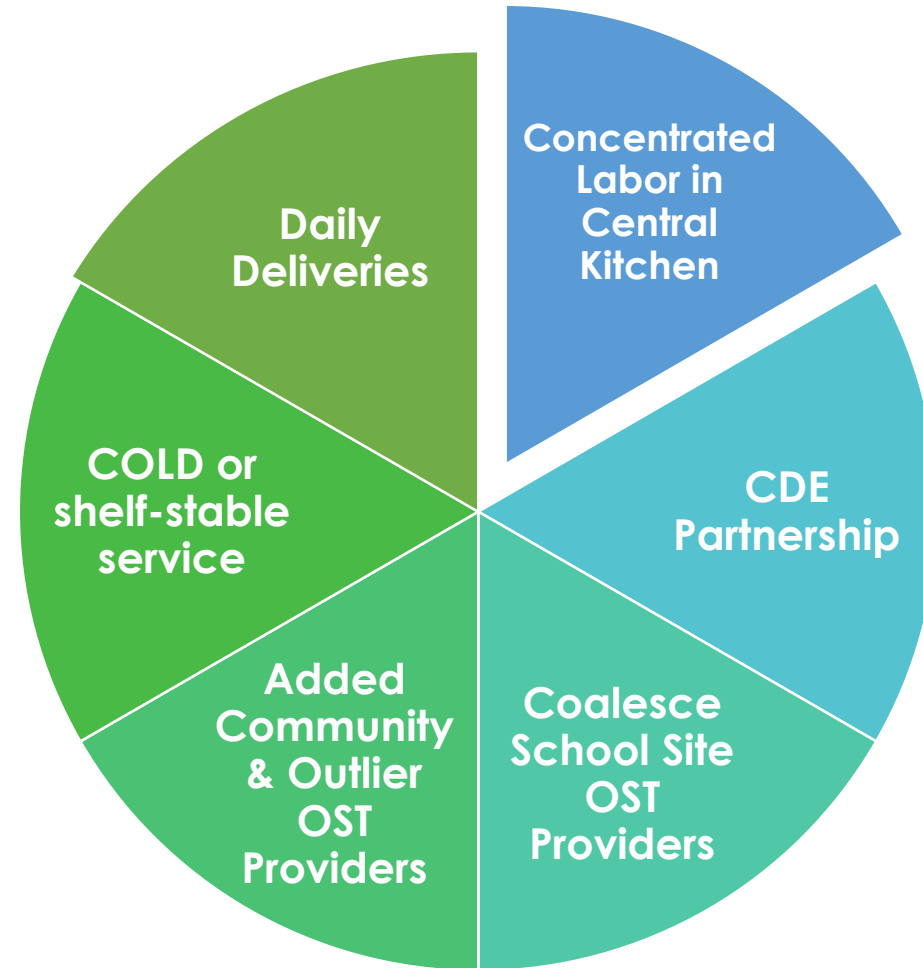 Concentrated
Labor in
Central
Kitchen
CDE
Partnership
Coalesce
School Site
OST
Providers
Added
Community
& Outlier
OST
Providers
COLD or
shelf-stable
service
Daily
Deliveries